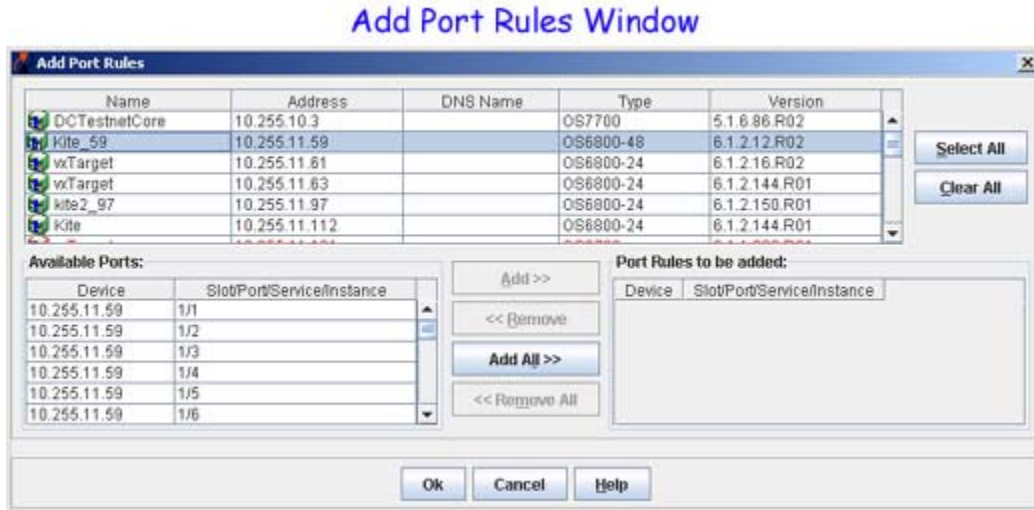 Add Port Rules Window
Add Port Rules
Name Address DNS Name Type Version
DCTestnetCore 10.255.10.3 OS7700 5.1.6.86.R02
Kite_59 10.255.11.59 OS6800-48 6.1.2.12.R02
vxTarget 10.255.11.61 OS6800-24 6.1.2.16.R02
vxTarget 10.255.11.63 OS6800-24 6.1.2.144.R01
kite2_97 10.255.11.97 OS6800-24 6.1.2.150.R01
Kite 10.255.11.112 OS6800-24 6.1.2.144.R01
Select All
Clear All
Available Ports:
Device Slot/Port/Service/Instance
10.255.11.59 1/1
10.255.11.59 1/2
10.255.11.59 1/3
10.255.11.59 1/4
10.255.11.59 1/5
10.255.11.59 1/6
Add >>
<< Remove
Add All >>
<< Remove All
Port Rules to be added:
Device Slot/Port/Service/Instance
Ok Cancel Help